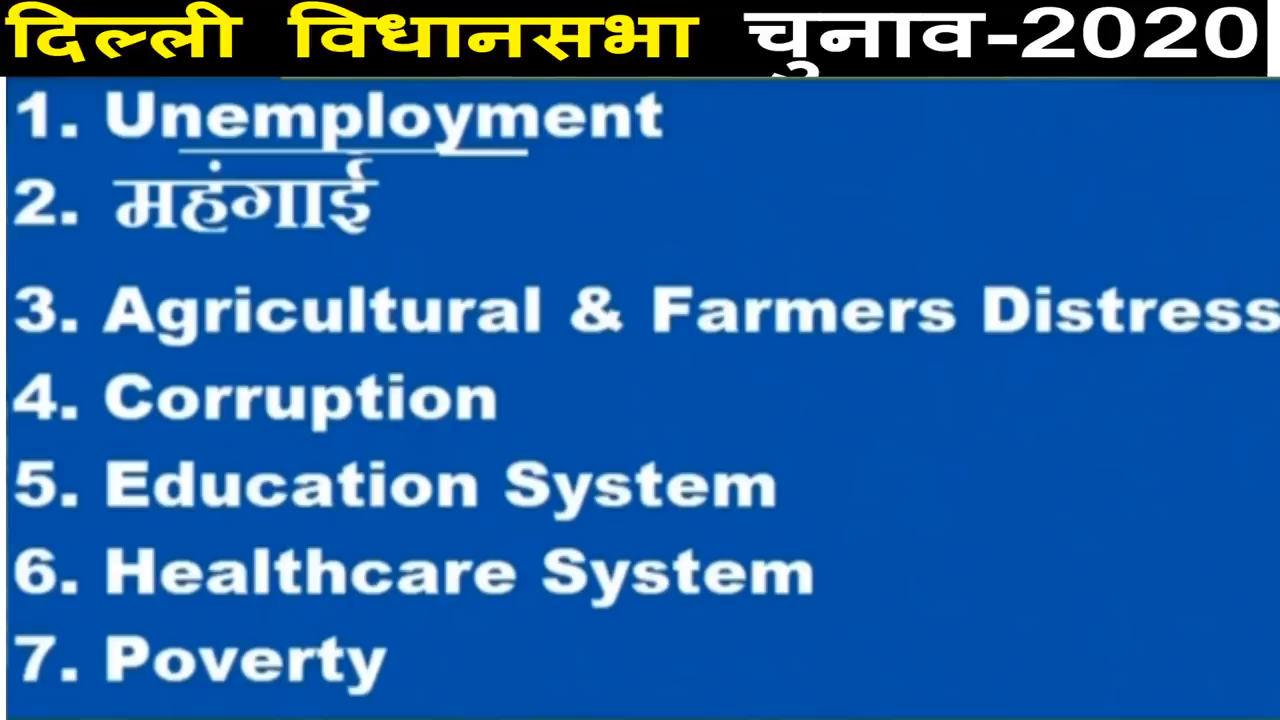 दिल्ली विधानसभा चुनाव-2020
1. Unemployment
2. महंगाई
3. Agricultural & Farmers Distress
4. Corruption
5. Education System
6. Healthcare System
7. Poverty